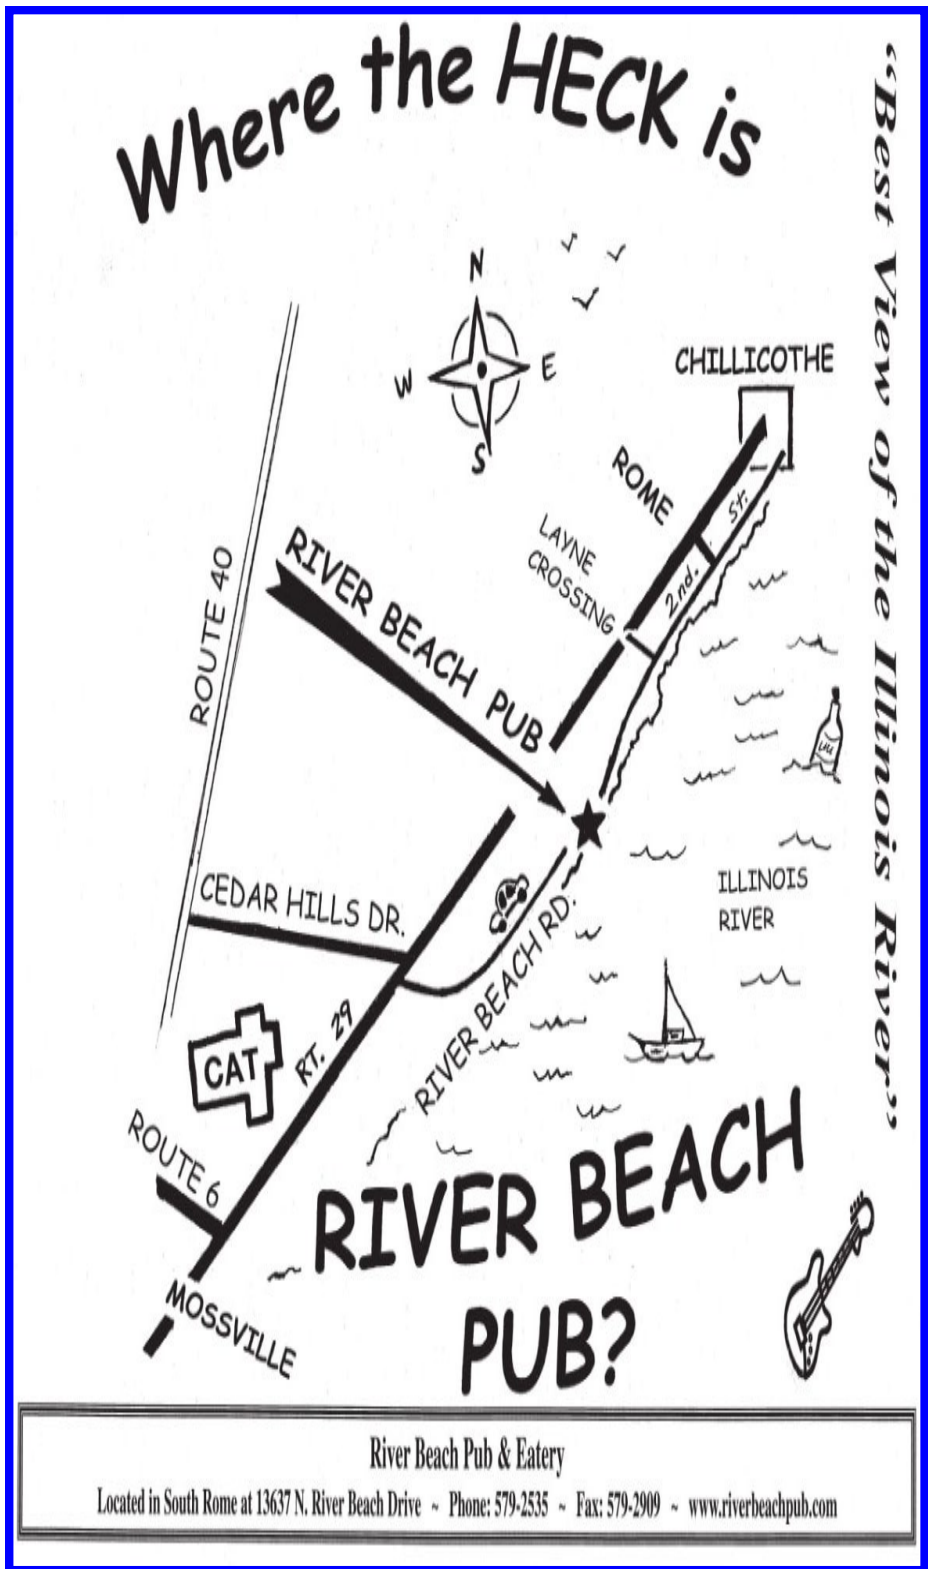 Where the HECK is
"Best View of the Illinois River"
N
W
E
S
CHILLICOTHE
ROME
St.
LAYNE
CROSSING
2nd.
RIVER BEACH PUB
ROUTE 40
CEDAR HILLS DR.
ILLINOIS
RIVER
RIVER BEACH RD.
RT. 29
CAT
ROUTE 6
MOSSVILLE
RIVER BEACH
PUB?
River Beach Pub & Eatery
Located in South Rome at 13637 N. River Beach Drive ~ Phone: 579-2535 ~ Fax: 579-2909 ~ www.riverbeachpub.com